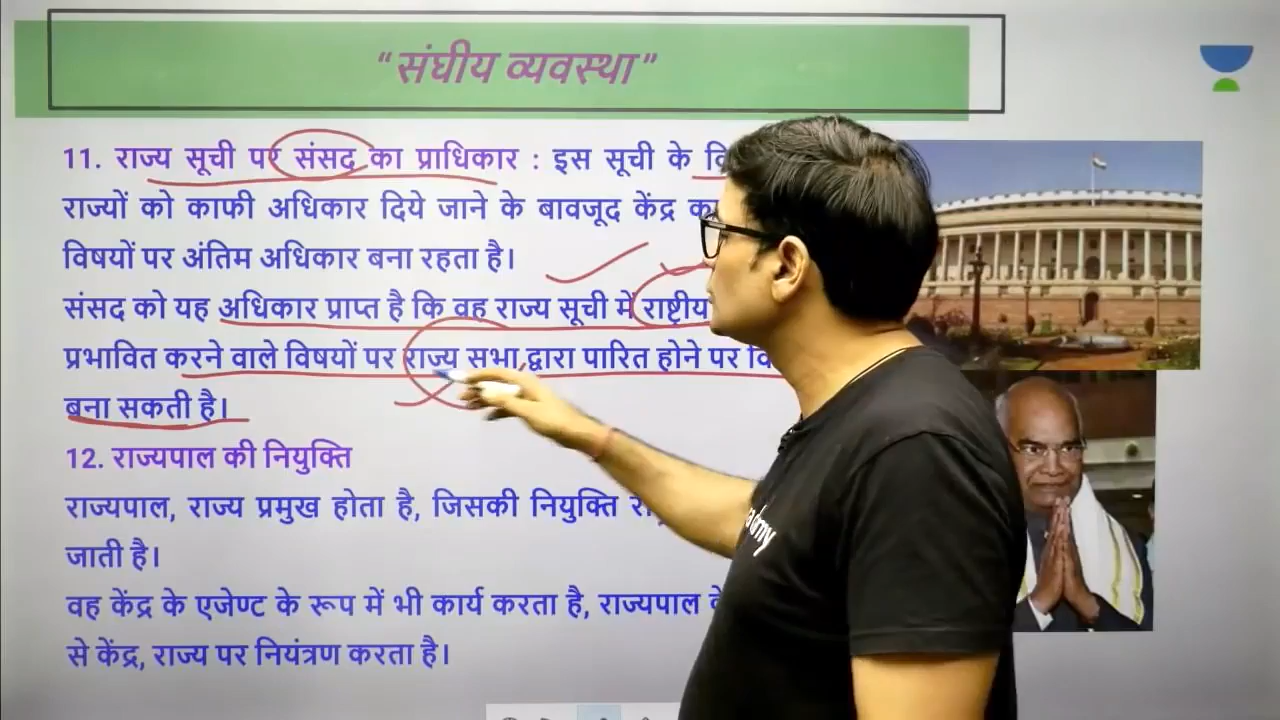 “संघीय व्यवस्था”
11. राज्य सूची पर संसद का प्राधिकार : इस सूची के
राज्यों को काफी अधिकार दिये जाने के बावजूद केंद्र
विषयों पर अंतिम अधिकार बना रहता है।
संसद को यह अधिकार प्राप्त है कि वह राज्य सूची में राष्ट्रीय
प्रभावित करने वाले विषयों पर राज्य सभा द्वारा पारित होने पर
बना सकती है।
12. राज्यपाल की नियुक्ति
राज्यपाल, राज्य प्रमुख होता है, जिसकी नियुक्ति
जाती है।
वह केंद्र के एजेण्ट के रूप में भी कार्य करता है, राज्यपाल
से केंद्र, राज्य पर नियंत्रण करता है।